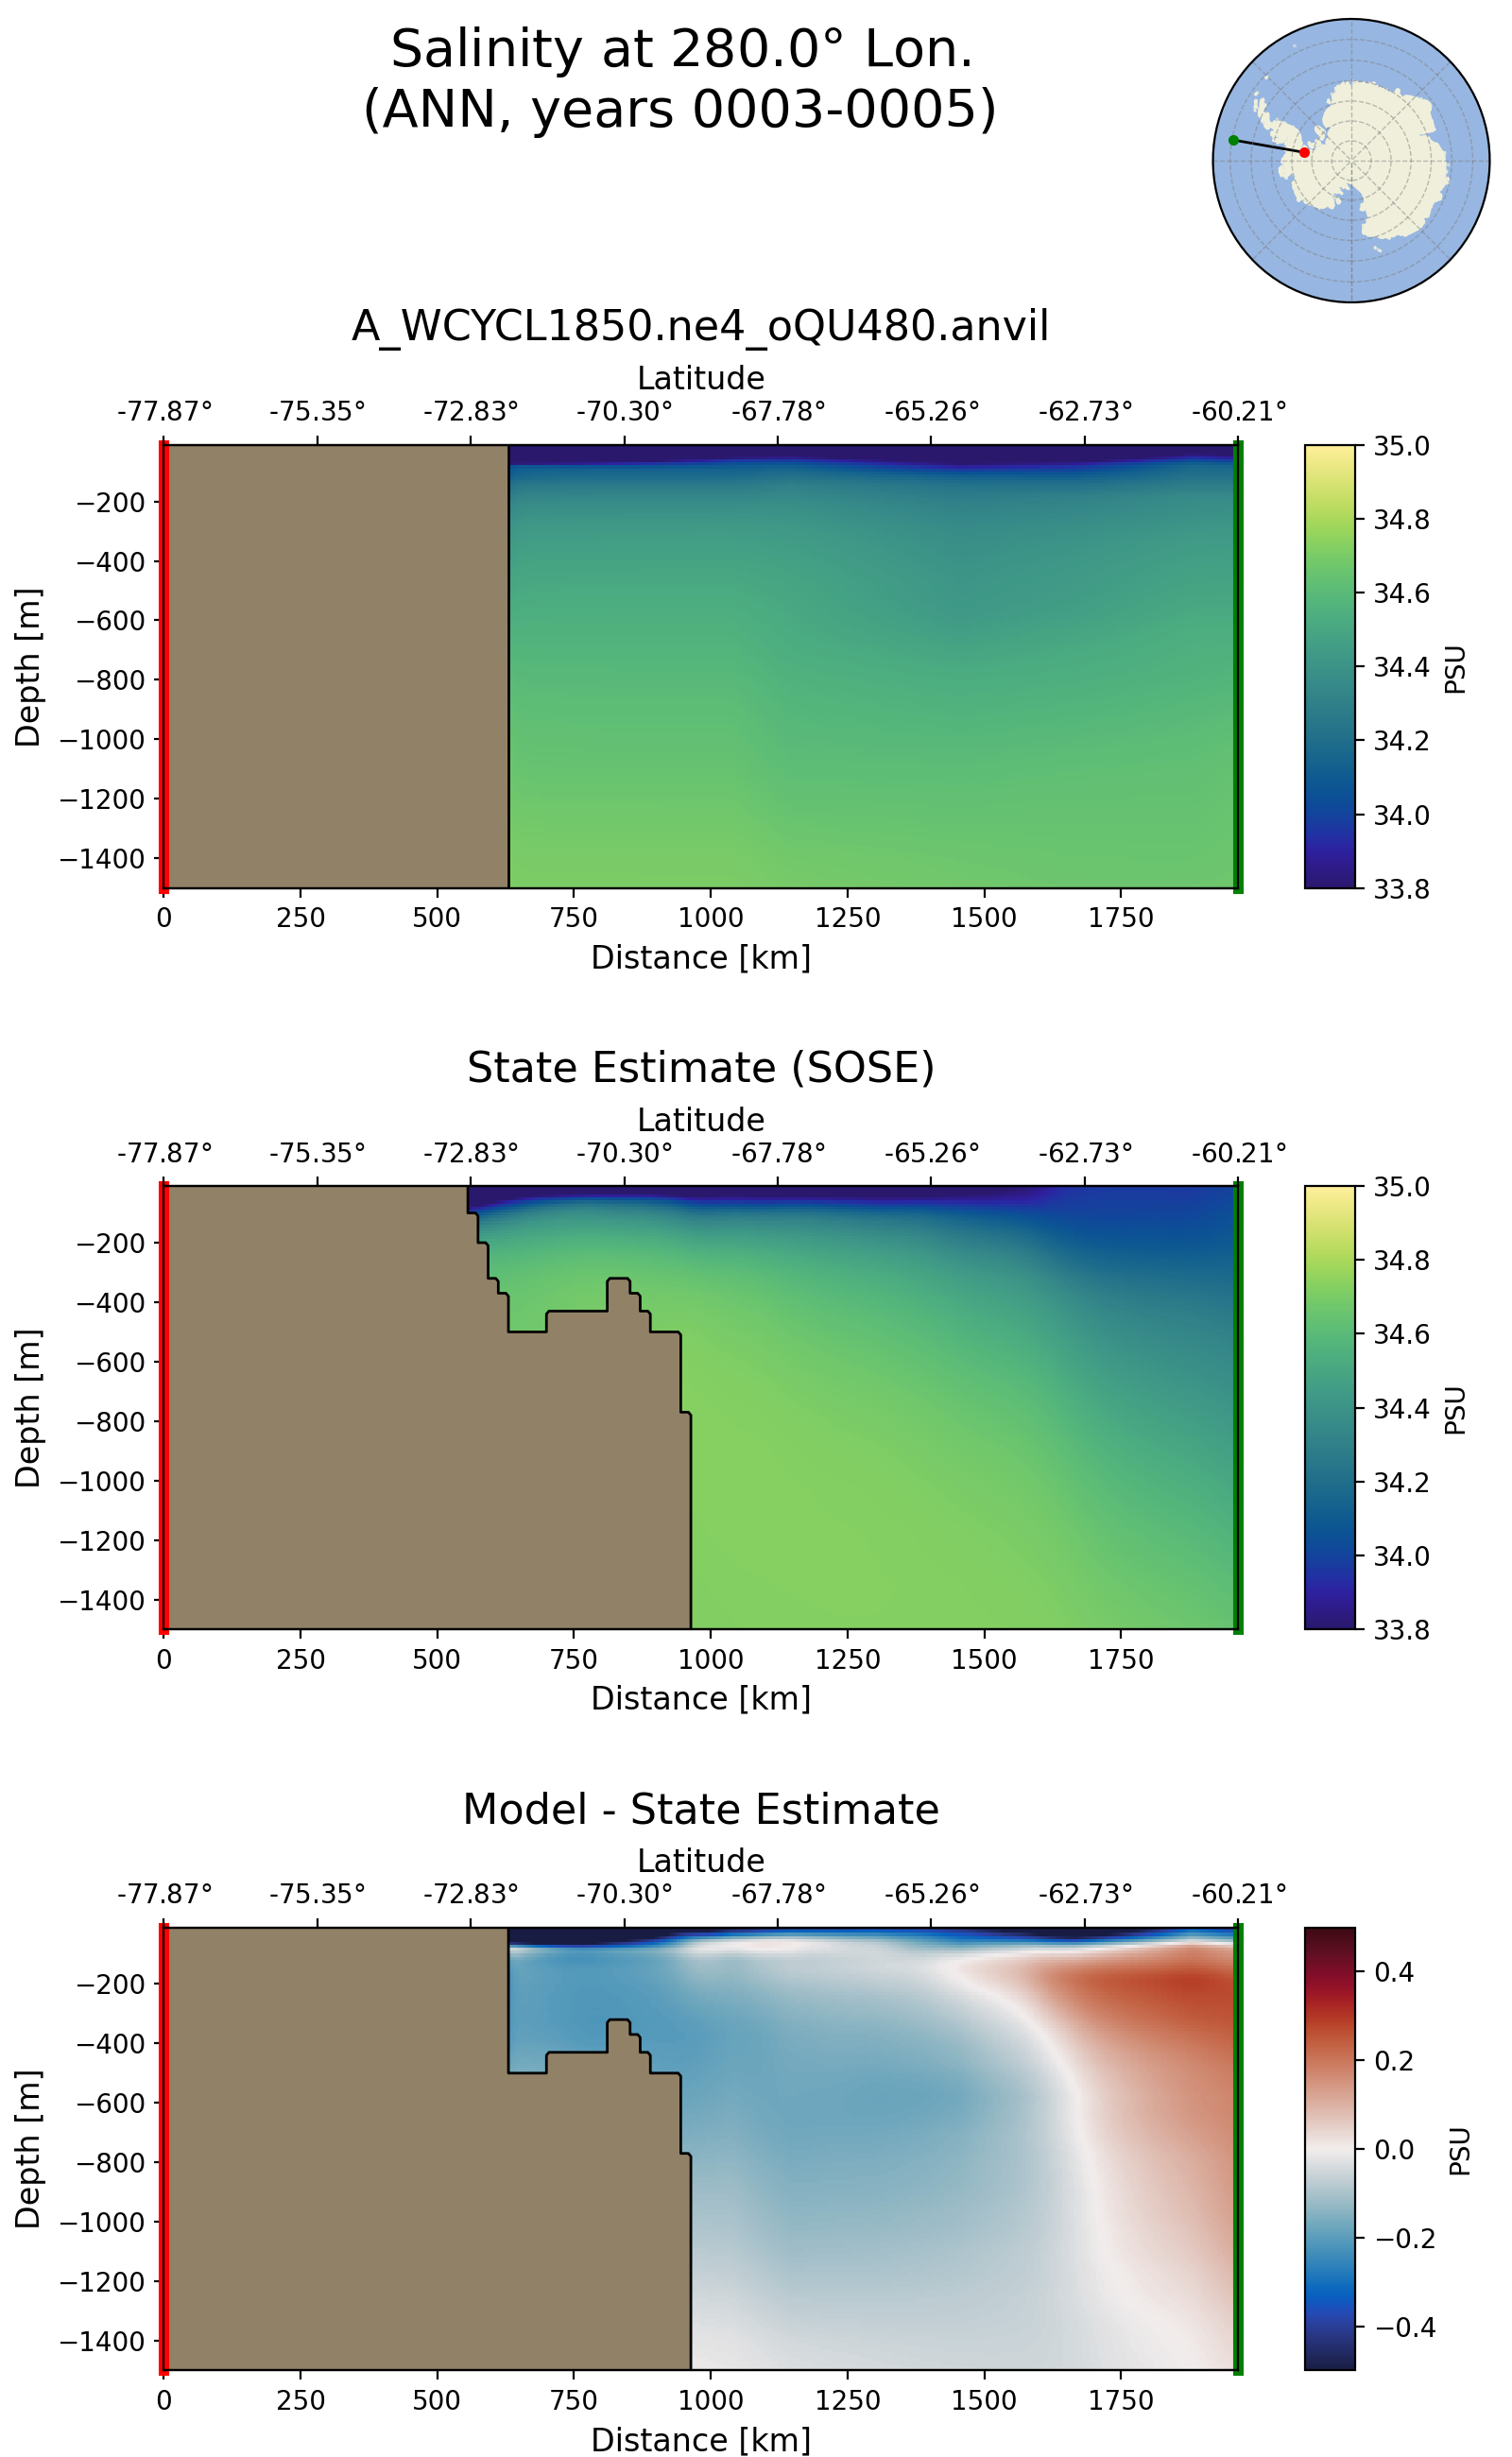 Salinity at 280.0° Lon.
(ANN, years 0003-0005)
A_WCYCL1850.ne4_oQU480.anvil
Latitude
-77.87° -75.35° -72.83° -70.30° -67.78° -65.26° -62.73° -60.21°
Depth [m]
−200
−400
−600
−800
−1000
−1200
−1400
0 250 500 750 1000 1250 1500 1750
Distance [km]
35.0
34.8
34.6
34.4
34.2
34.0
33.8
PSU
State Estimate (SOSE)
Latitude
-77.87° -75.35° -72.83° -70.30° -67.78° -65.26° -62.73° -60.21°
Depth [m]
−200
−400
−600
−800
−1000
−1200
−1400
0 250 500 750 1000 1250 1500 1750
Distance [km]
35.0
34.8
34.6
34.4
34.2
34.0
33.8
PSU
Model - State Estimate
Latitude
-77.87° -75.35° -72.83° -70.30° -67.78° -65.26° -62.73° -60.21°
Depth [m]
−200
−400
−600
−800
−1000
−1200
−1400
0 250 500 750 1000 1250 1500 1750
Distance [km]
0.4
0.2
0.0
−0.2
−0.4
PSU